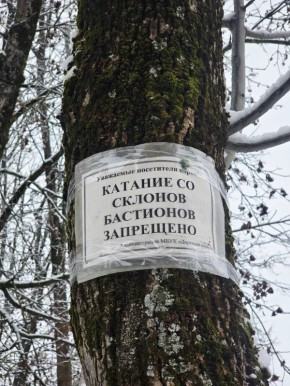 Уважаемые посетители
КАТАНИЕ СО
СКЛОНОВ
БАСТИОНОВ
ЗАПРЕЩЕНО